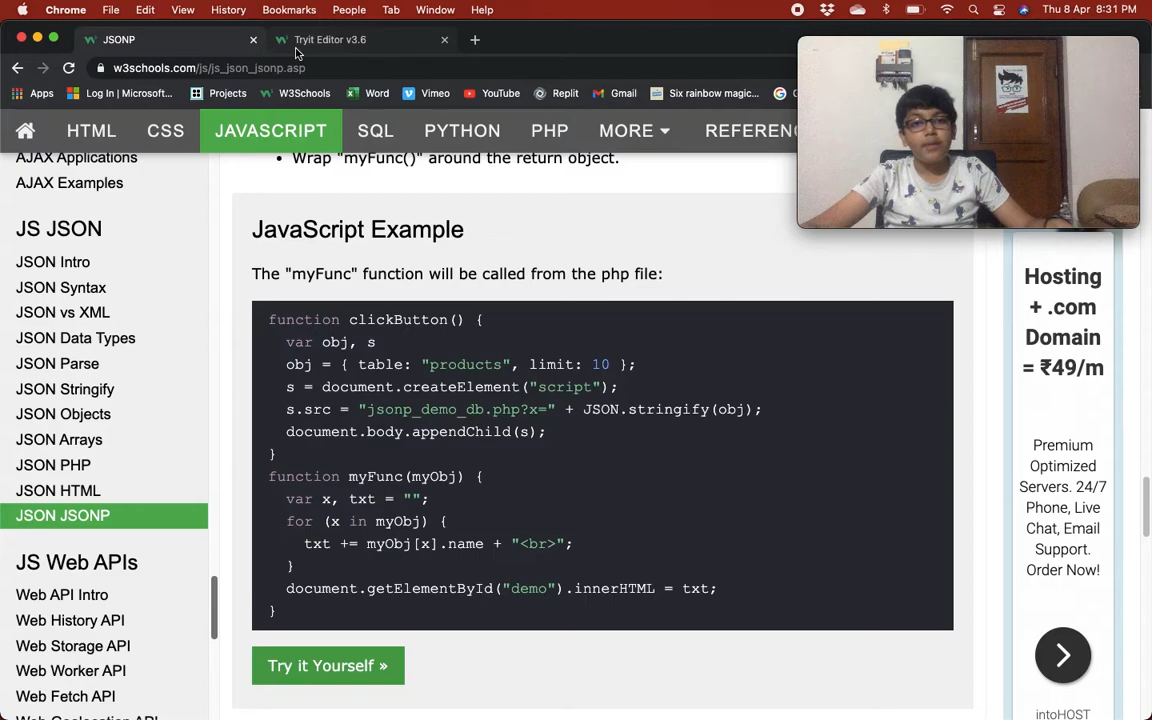 Chrome File Edit View History Bookmarks People Tab Window Help Thu 8 Apr 8:31 PM
JSONP Tryit Editor v3.6
w3schools.com/js/js_json_jsonp.asp
Apps Log In | Microsoft... Projects W3Schools Word Vimeo YouTube Replit Gmail Six rainbow magic...
HTML CSS JAVASCRIPT SQL PYTHON PHP MORE REFERENC
AJAX Applications
AJAX Examples
JS JSON
JSON Intro
JSON Syntax
JSON vs XML
JSON Data Types
JSON Parse
JSON Stringify
JSON Objects
JSON Arrays
JSON PHP
JSON HTML
JSON JSONP
JS Web APIs
Web API Intro
Web History API
Web Storage API
Web Worker API
Web Fetch API
Web Geolocation API
• Wrap "myFunc()" around the return object.
JavaScript Example
The "myFunc" function will be called from the php file:
function clickButton() {
var obj, s
obj = { table: "products", limit: 10 };
s = document.createElement("script");
s.src = "jsonp_demo_db.php?x=" + JSON.stringify(obj);
document.body.appendChild(s);
}
function myFunc(myObj) {
var x, txt = "";
for (x in myObj) {
txt += myObj[x].name + "<br>";
}
document.getElementById("demo").innerHTML = txt;
}
Try it Yourself »
Hosting
+ .com
Domain
= ₹49/m
Premium
Optimized
Servers. 24/7
Phone, Live
Chat, Email
Support.
Order Now!
intoHOST